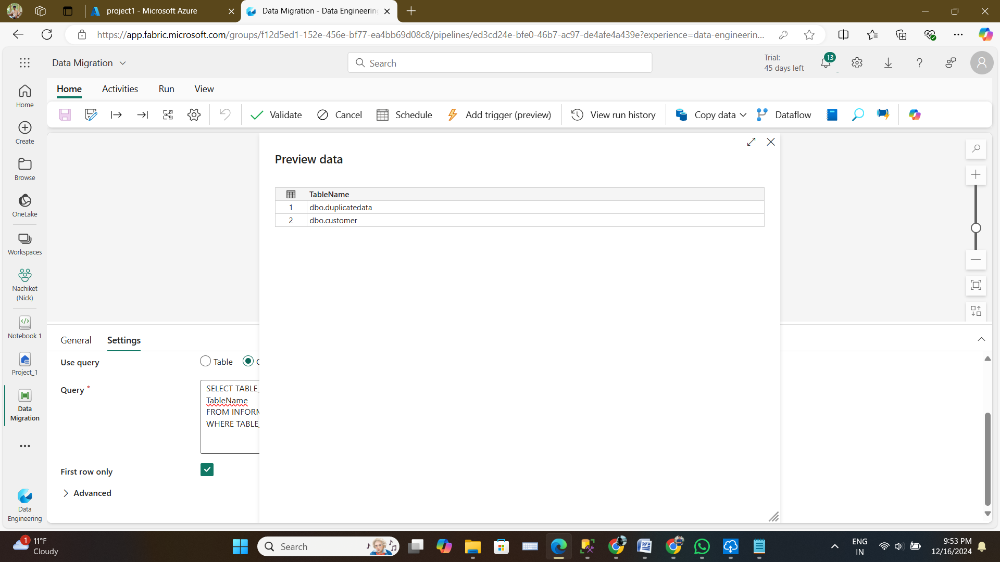 project1 - Microsoft Azure
Data Migration - Data Engineering
https://app.fabric.microsoft.com/groups/f12d5ed1-152e-456e-bf77-ea4bb69d08c8/pipelines/ed3cd24e-bfe0-46b7-ac97-de4afe4a439e?experience=data-engineerin...
Data Migration
Search
Trial:
45 days left
13
Home Activities Run View
Validate Cancel Schedule Add trigger (preview) View run history Copy data Dataflow
Home
Create
Browse
OneLake
Workspaces
Nachiket
(Nick)
Notebook 1
Project_1
Data
Migration
Data
Engineering
Preview data
TableName
1 dbo.duplicatedata
2 dbo.customer
General Settings
Use query Table
Query *
SELECT TABLE_
TableName
FROM INFORM
WHERE TABLE_
First row only
Advanced
1
11°F
Cloudy
Search
ENG
IN
9:53 PM
12/16/2024